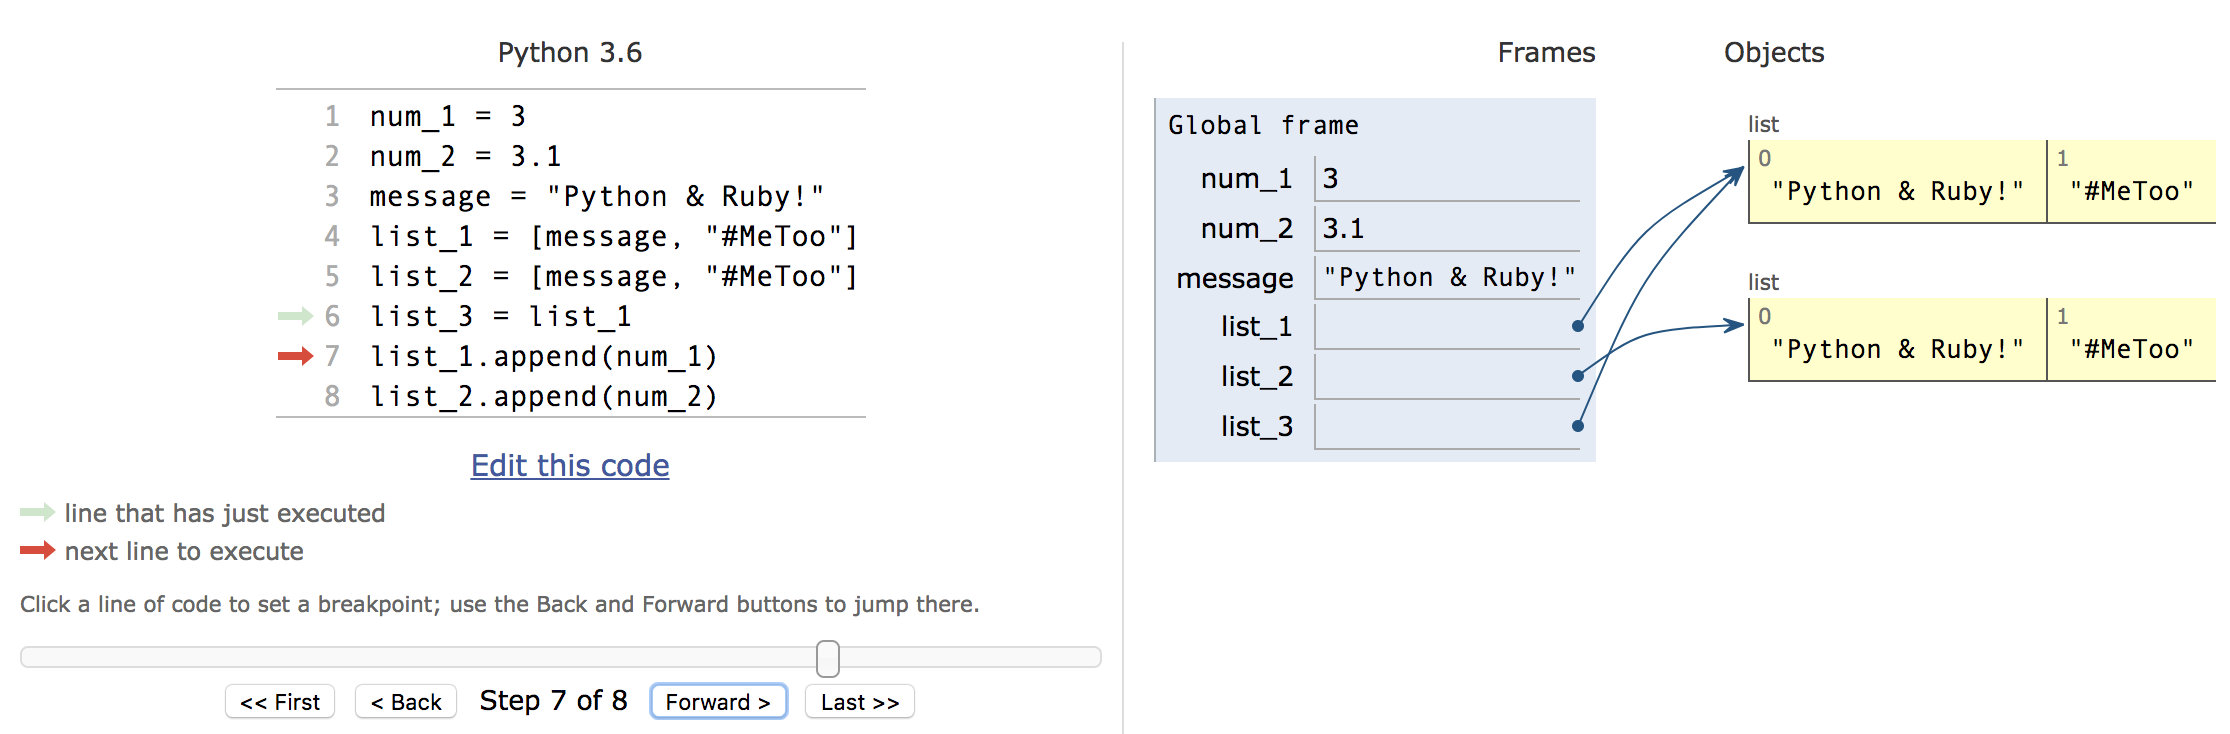 Python 3.6
1 num_1 = 3
2 num_2 = 3.1
3 message = "Python & Ruby!"
4 list_1 = [message, "#MeToo"]
5 list_2 = [message, "#MeToo"]
6 list_3 = list_1
7 list_1.append(num_1)
8 list_2.append(num_2)
Edit this code
line that has just executed
next line to execute
Click a line of code to set a breakpoint; use the Back and Forward buttons to jump there.
<< First < Back Step 7 of 8 Forward > Last >>
Frames Objects
Global frame
num_1 3
num_2 3.1
message "Python & Ruby!"
list_1
list_2
list_3
list
0 1
"Python & Ruby!" "#MeToo"
list
0 1
"Python & Ruby!" "#MeToo"